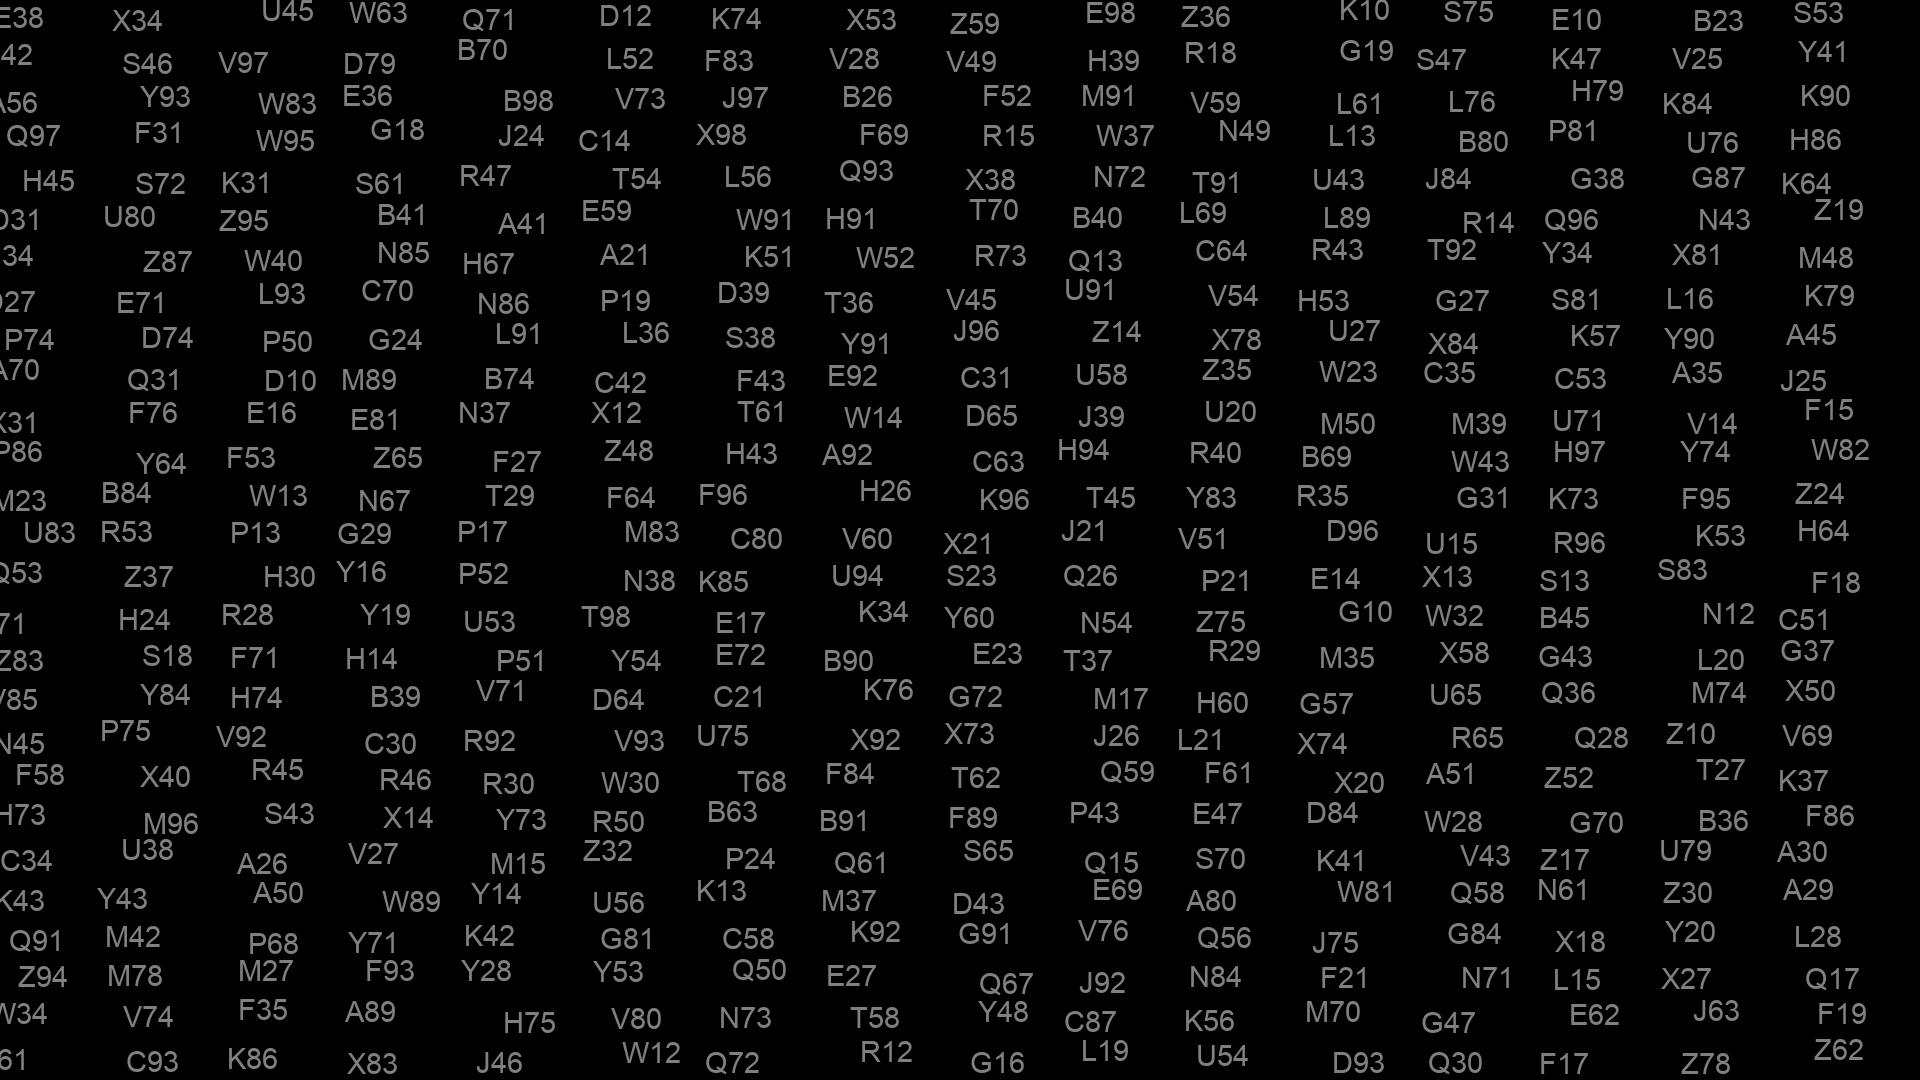 E38 X34 U45 W63 Q71 D12 K74 X53 Z59 E98 Z36 K10 S75 E10 B23 S53
42 S46 V97 D79 B70 L52 F83 V28 V49 H39 R18 G19 S47 K47 V25 Y41
A56 Y93 W83 E36 B98 V73 J97 B26 F52 M91 V59 L61 L76 H79 K84 K90
Q97 F31 W95 G18 J24 C14 X98 F69 R15 W37 N49 L13 B80 P81 U76 H86
H45 S72 K31 S61 R47 T54 L56 Q93 X38 N72 T91 U43 J84 G38 G87 K64
D31 U80 Z95 B41 A41 E59 W91 H91 T70 B40 L69 L89 R14 Q96 N43 Z19
34 Z87 W40 N85 H67 A21 K51 W52 R73 Q13 C64 R43 T92 Y34 X81 M48
27 E71 L93 C70 N86 P19 D39 T36 V45 U91 V54 H53 G27 S81 L16 K79
P74 D74 P50 G24 L91 L36 S38 Y91 J96 Z14 X78 U27 X84 K57 Y90 A45
A70 Q31 D10 M89 B74 C42 F43 E92 C31 U58 Z35 W23 C35 C53 A35 J25
X31 F76 E16 E81 N37 X12 T61 W14 D65 J39 U20 M50 M39 U71 V14 F15
P86 Y64 F53 Z65 F27 Z48 H43 A92 C63 H94 R40 B69 W43 H97 Y74 W82
M23 B84 W13 N67 T29 F64 F96 H26 K96 T45 Y83 R35 G31 K73 F95 Z24
U83 R53 P13 G29 P17 M83 C80 V60 X21 J21 V51 D96 U15 R96 K53 H64
Q53 Z37 H30 Y16 P52 N38 K85 U94 S23 Q26 P21 E14 X13 S13 S83 F18
71 H24 R28 Y19 U53 T98 E17 K34 Y60 N54 Z75 G10 W32 B45 N12 C51
Z83 S18 F71 H14 P51 Y54 E72 B90 E23 T37 R29 M35 X58 G43 L20 G37
V85 Y84 H74 B39 V71 D64 C21 K76 G72 M17 H60 G57 U65 Q36 M74 X50
N45 P75 V92 C30 R92 V93 U75 X92 X73 J26 L21 X74 R65 Q28 Z10 V69
F58 X40 R45 R46 R30 W30 T68 F84 T62 Q59 F61 X20 A51 Z52 T27 K37
H73 M96 S43 X14 Y73 R50 B63 B91 F89 P43 E47 D84 W28 G70 B36 F86
C34 U38 A26 V27 M15 Z32 P24 Q61 S65 Q15 S70 K41 V43 Z17 U79 A30
K43 Y43 A50 W89 Y14 U56 K13 M37 D43 E69 A80 W81 Q58 N61 Z30 A29
Q91 M42 P68 Y71 K42 G81 C58 K92 G91 V76 Q56 J75 G84 X18 Y20 L28
Z94 M78 M27 F93 Y28 Y53 Q50 E27 Q67 J92 N84 F21 N71 L15 X27 Q17
W34 V74 F35 A89 H75 V80 N73 T58 Y48 C87 K56 M70 G47 E62 J63 F19
61 C93 K86 X83 J46 W12 Q72 R12 G16 L19 U54 D93 Q30 F17 Z78 Z62